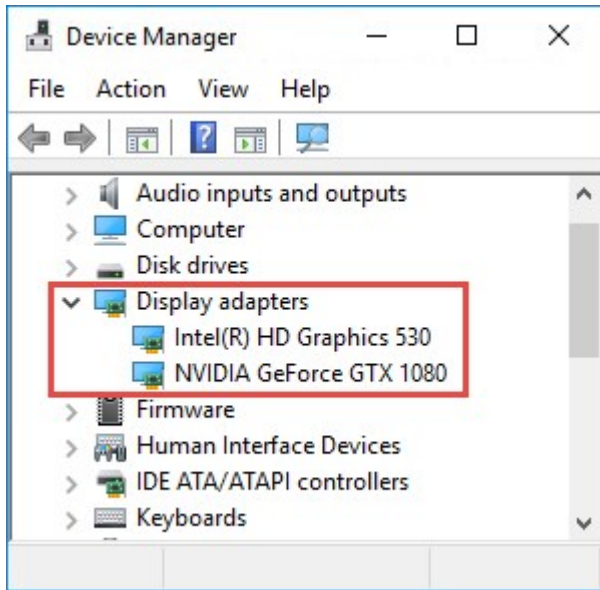 Device Manager
File Action View Help
Audio inputs and outputs
Computer
Disk drives
Display adapters
Intel(R) HD Graphics 530
NVIDIA GeForce GTX 1080
Firmware
Human Interface Devices
IDE ATA/ATAPI controllers
Keyboards